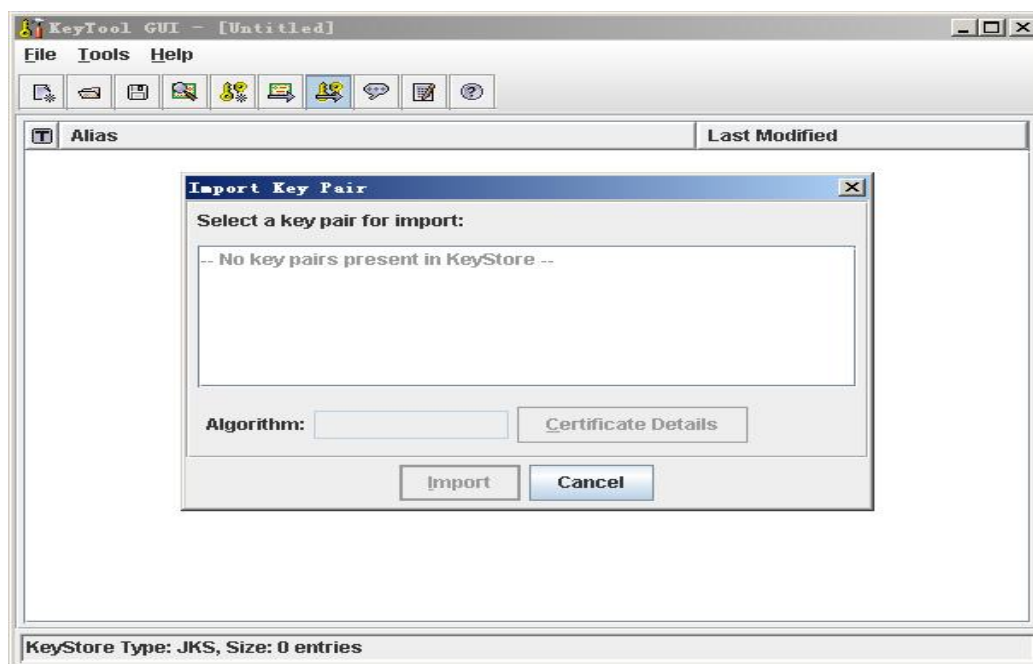 KeyTool GUI - [Untitled]
File Tools Help
T Alias Last Modified
Import Key Pair
Select a key pair for import:
-- No key pairs present in KeyStore --
Algorithm: Certificate Details
Import Cancel
KeyStore Type: JKS, Size: 0 entries